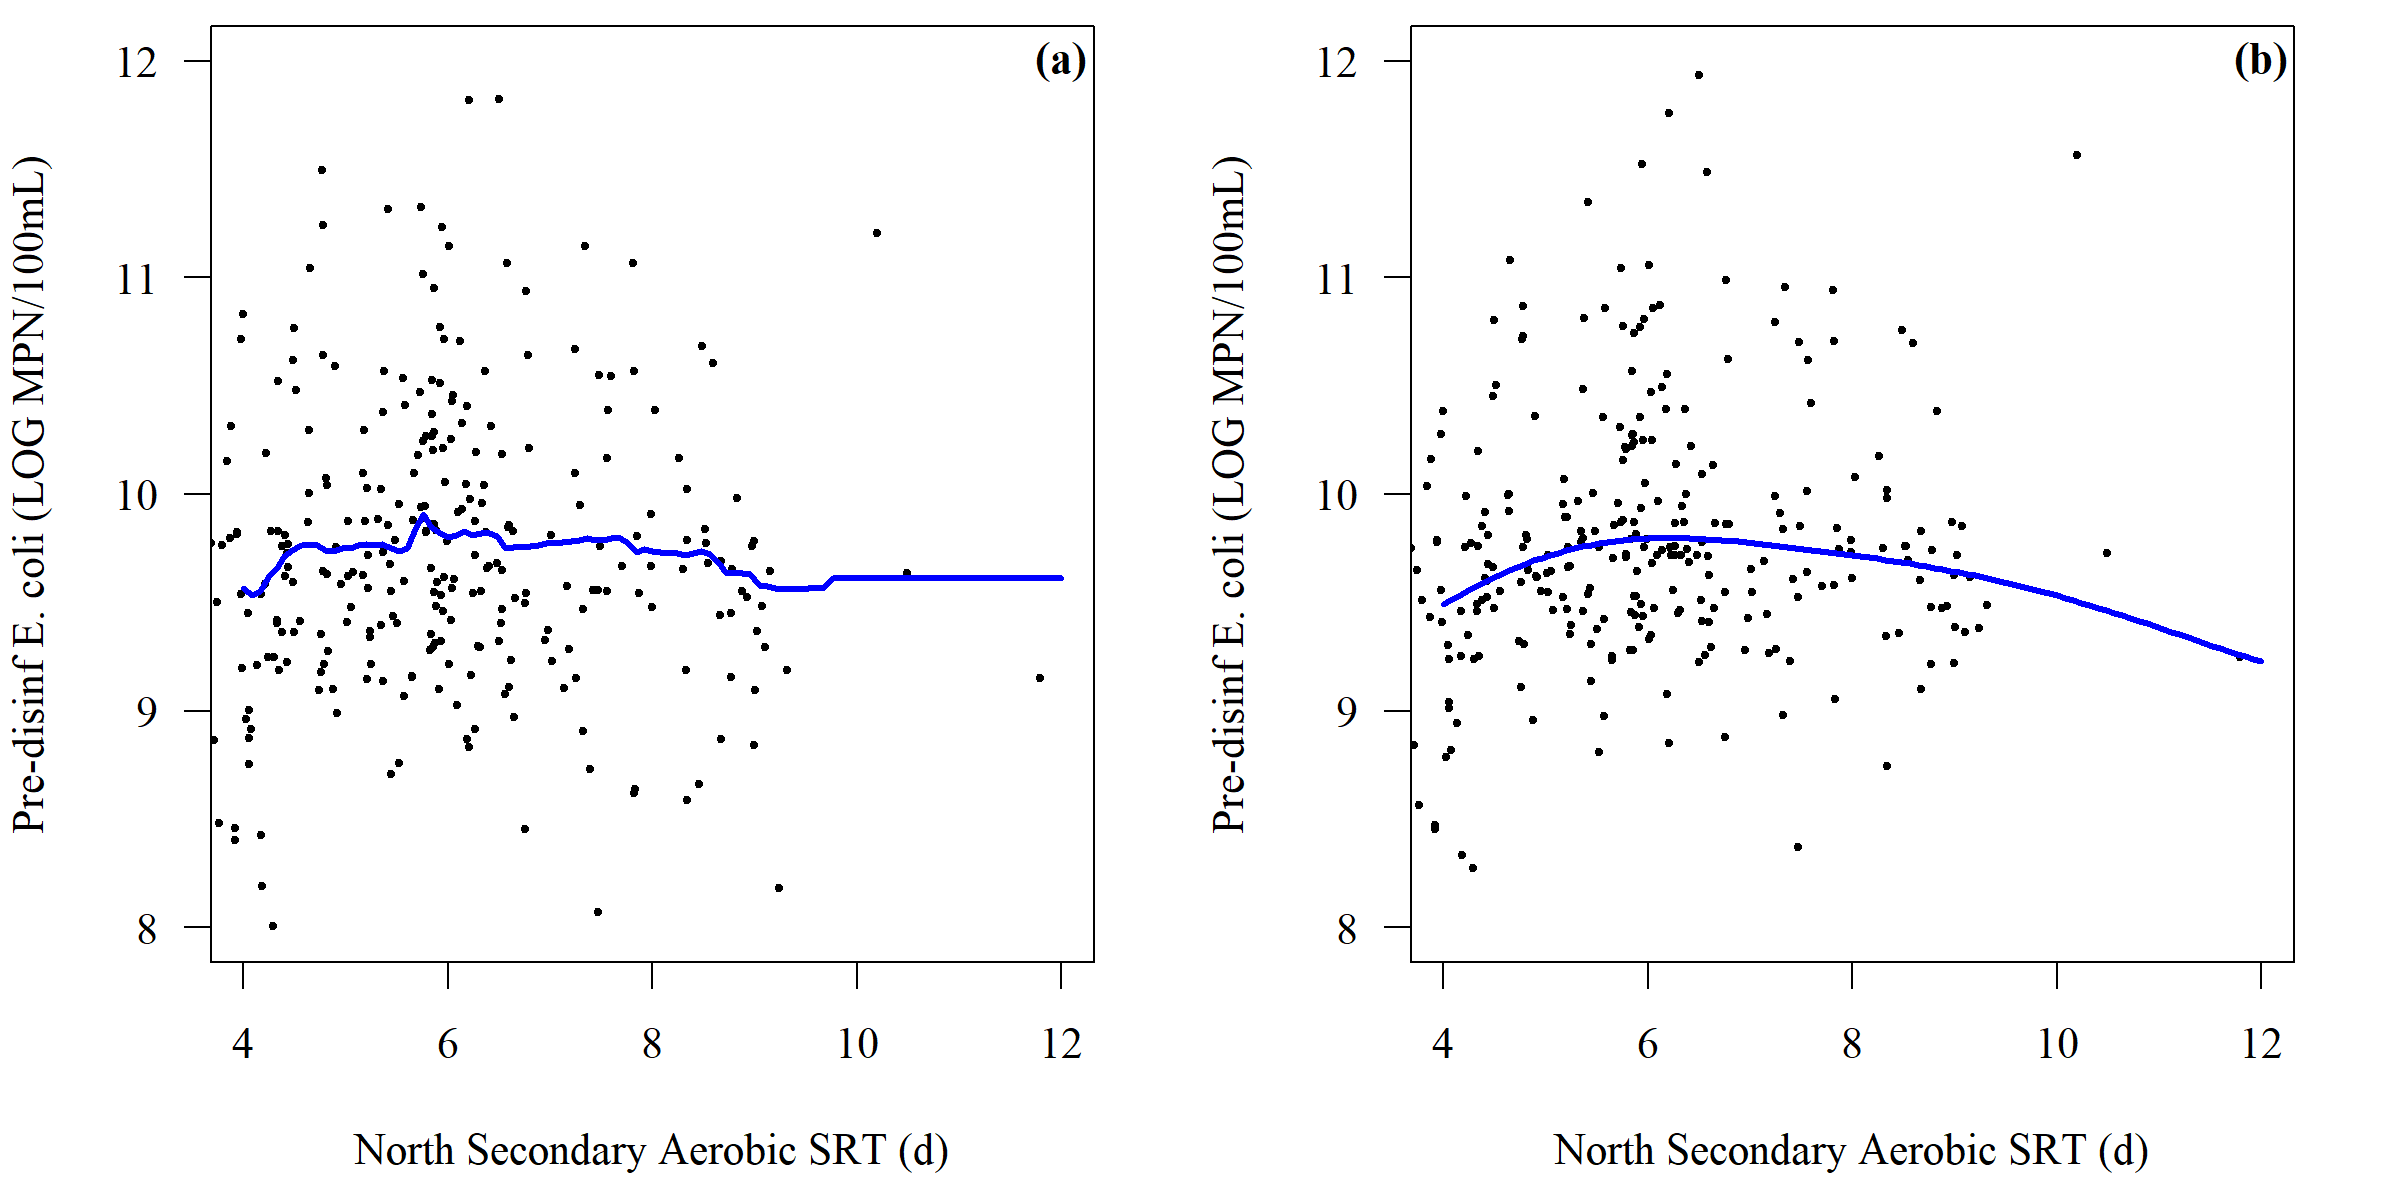 (a)
12
11
10
9
8
Pre-disinf E. coli (LOG MPN/100mL)
4 6 8 10 12
North Secondary Aerobic SRT (d)
(b)
12
11
10
9
8
Pre-disinf E. coli (LOG MPN/100mL)
4 6 8 10 12
North Secondary Aerobic SRT (d)